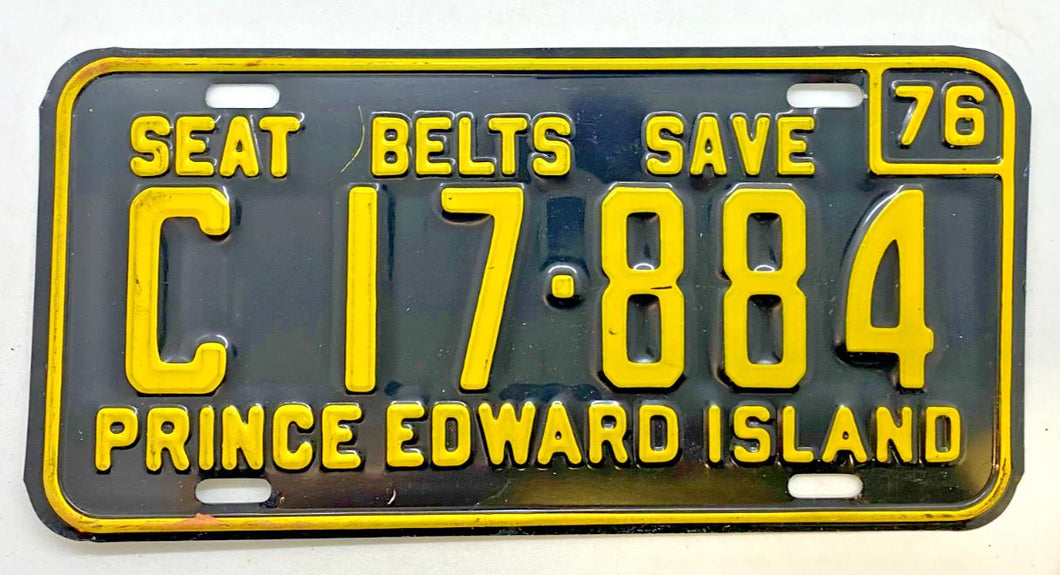 76
SEAT BELTS SAVE
C 17·884
PRINCE EDWARD ISLAND